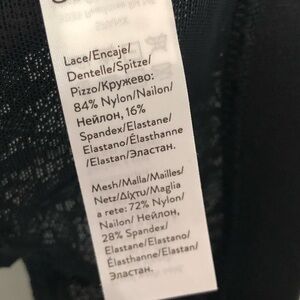 Lace/Encaje/
Dentelle/Spitze/
Pizzo/Кружево:
84% Nylon/Nailon/
Нейлон, 16%
Spandex/Elastane/
Elastano/Élasthanne
/Elastan/Эластан.
Mesh/Malla/Mailles/
Netz/Δίχτυ/Maglia
a rete: 72% Nylon/
Nailon/ Нейлон,
28% Spandex/
Elastane/Elastano/
Élasthanne/Elastan/
Эластан.